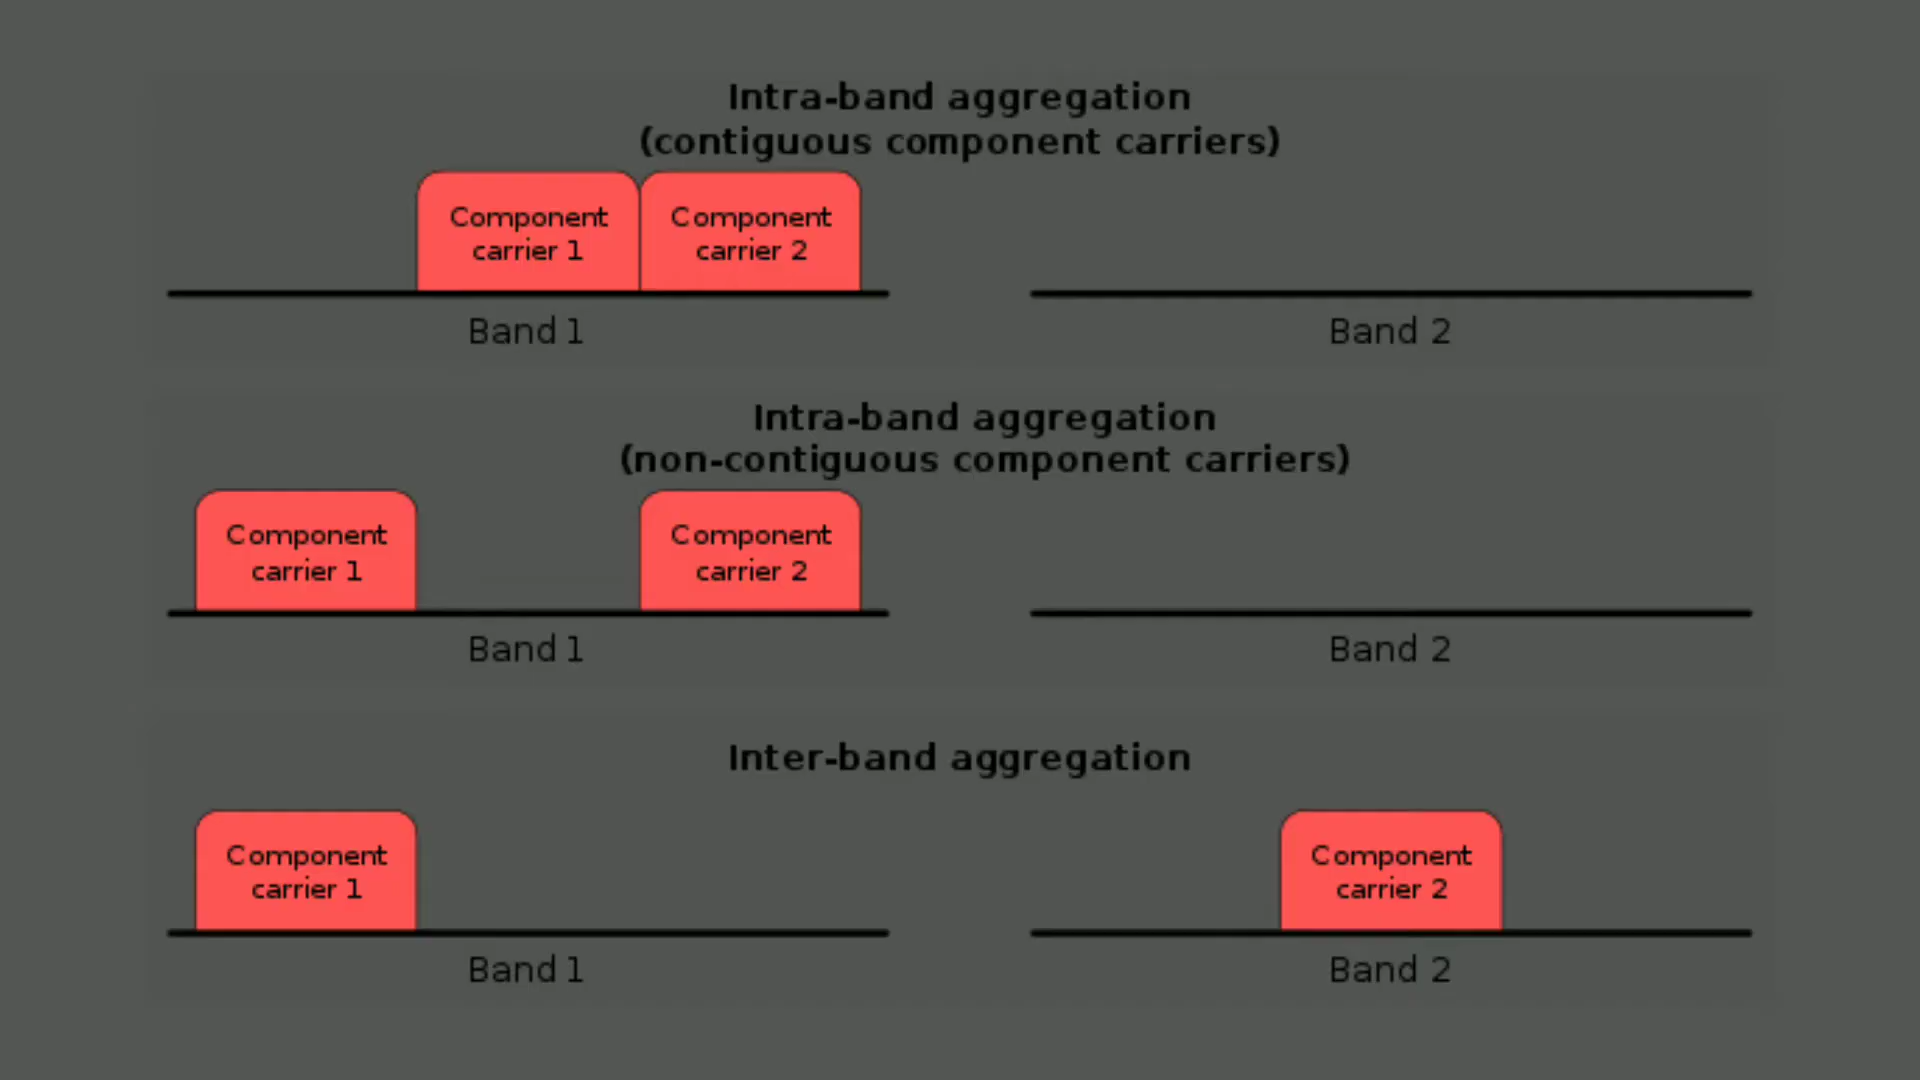 Intra-band aggregation
(contiguous component carriers)
Component
carrier 1
Component
carrier 2
Band 1
Band 2
Intra-band aggregation
(non-contiguous component carriers)
Component
carrier 1
Component
carrier 2
Band 1
Band 2
Inter-band aggregation
Component
carrier 1
Component
carrier 2
Band 1
Band 2